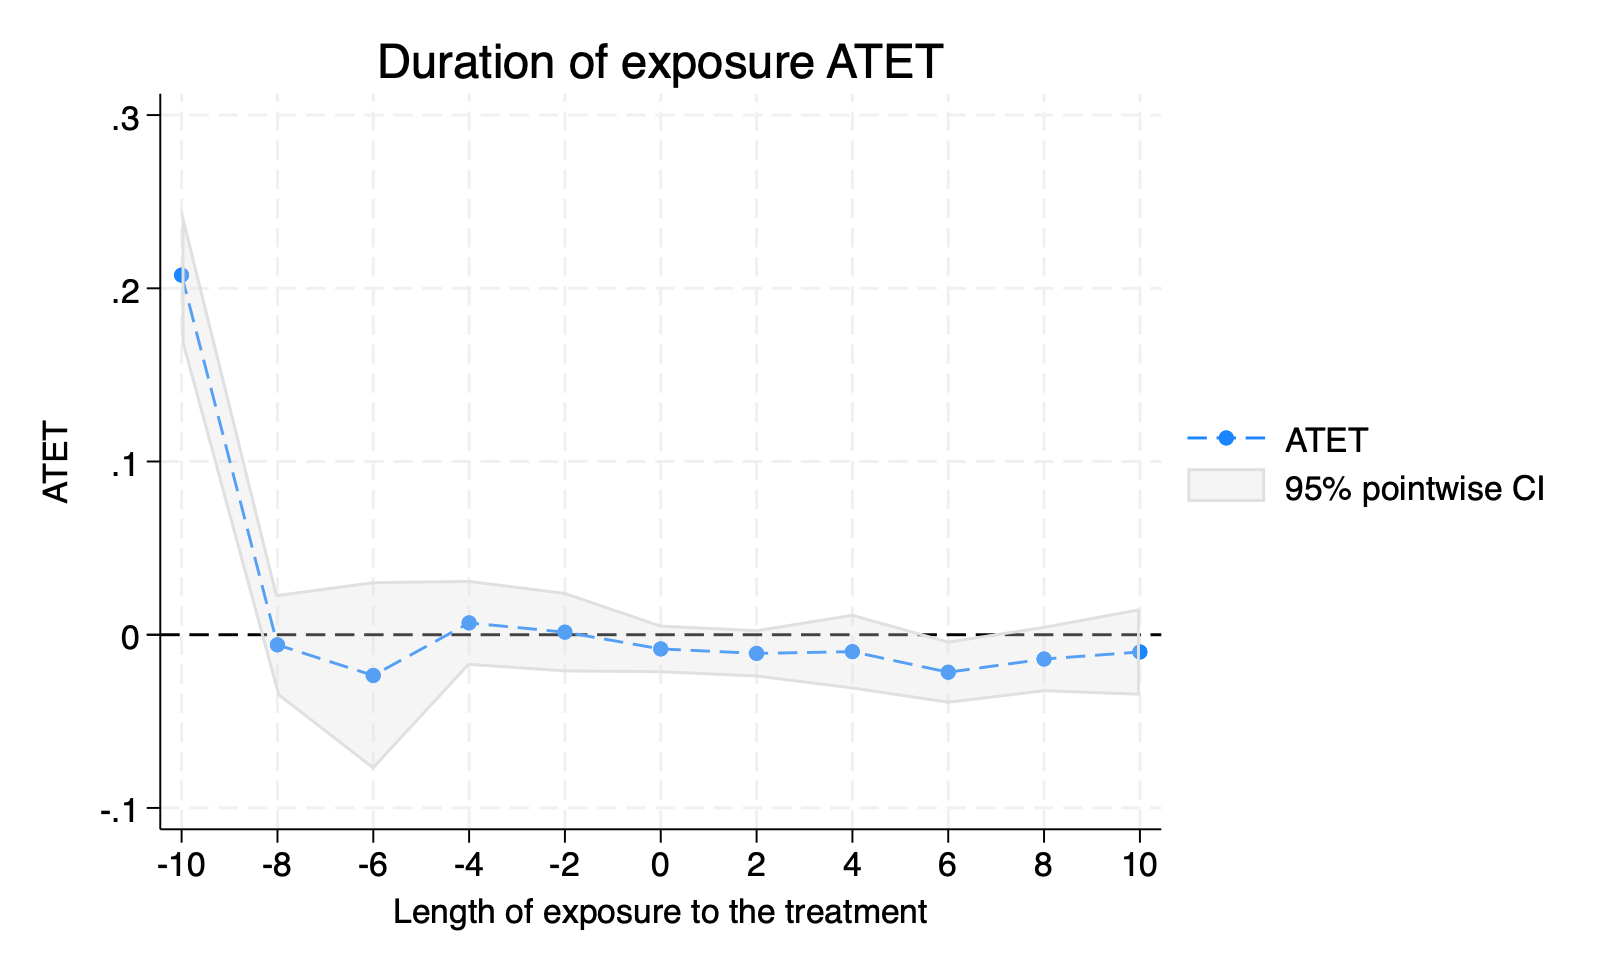 Duration of exposure ATET
.3
.2
.1
0
-.1
ATET
-10 -8 -6 -4 -2 0 2 4 6 8 10
Length of exposure to the treatment
ATET
95% pointwise CI